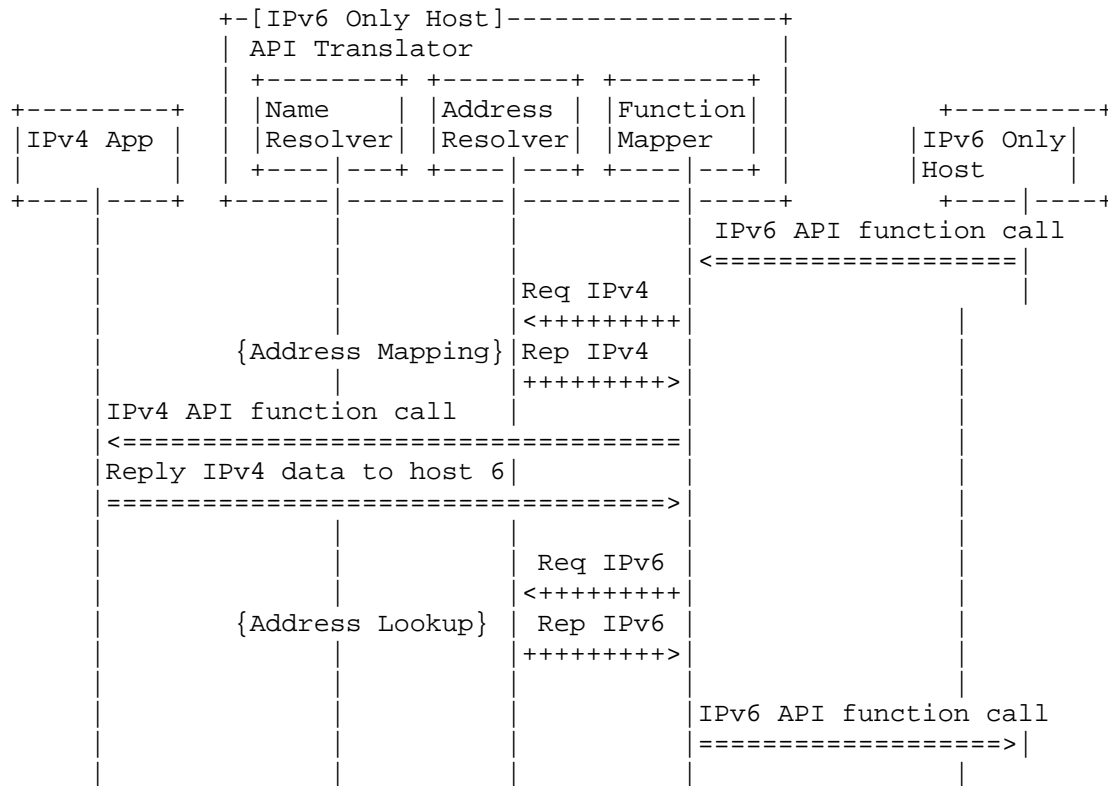 [IPv6 Only Host]
API Translator
Name Address Function
IPv4 App Resolver Resolver Mapper IPv6 Only
Host
IPv6 API function call
Req IPv4
{Address Mapping} Rep IPv4
IPv4 API function call
Reply IPv4 data to host 6
Req IPv6
{Address Lookup} Rep IPv6
IPv6 API function call